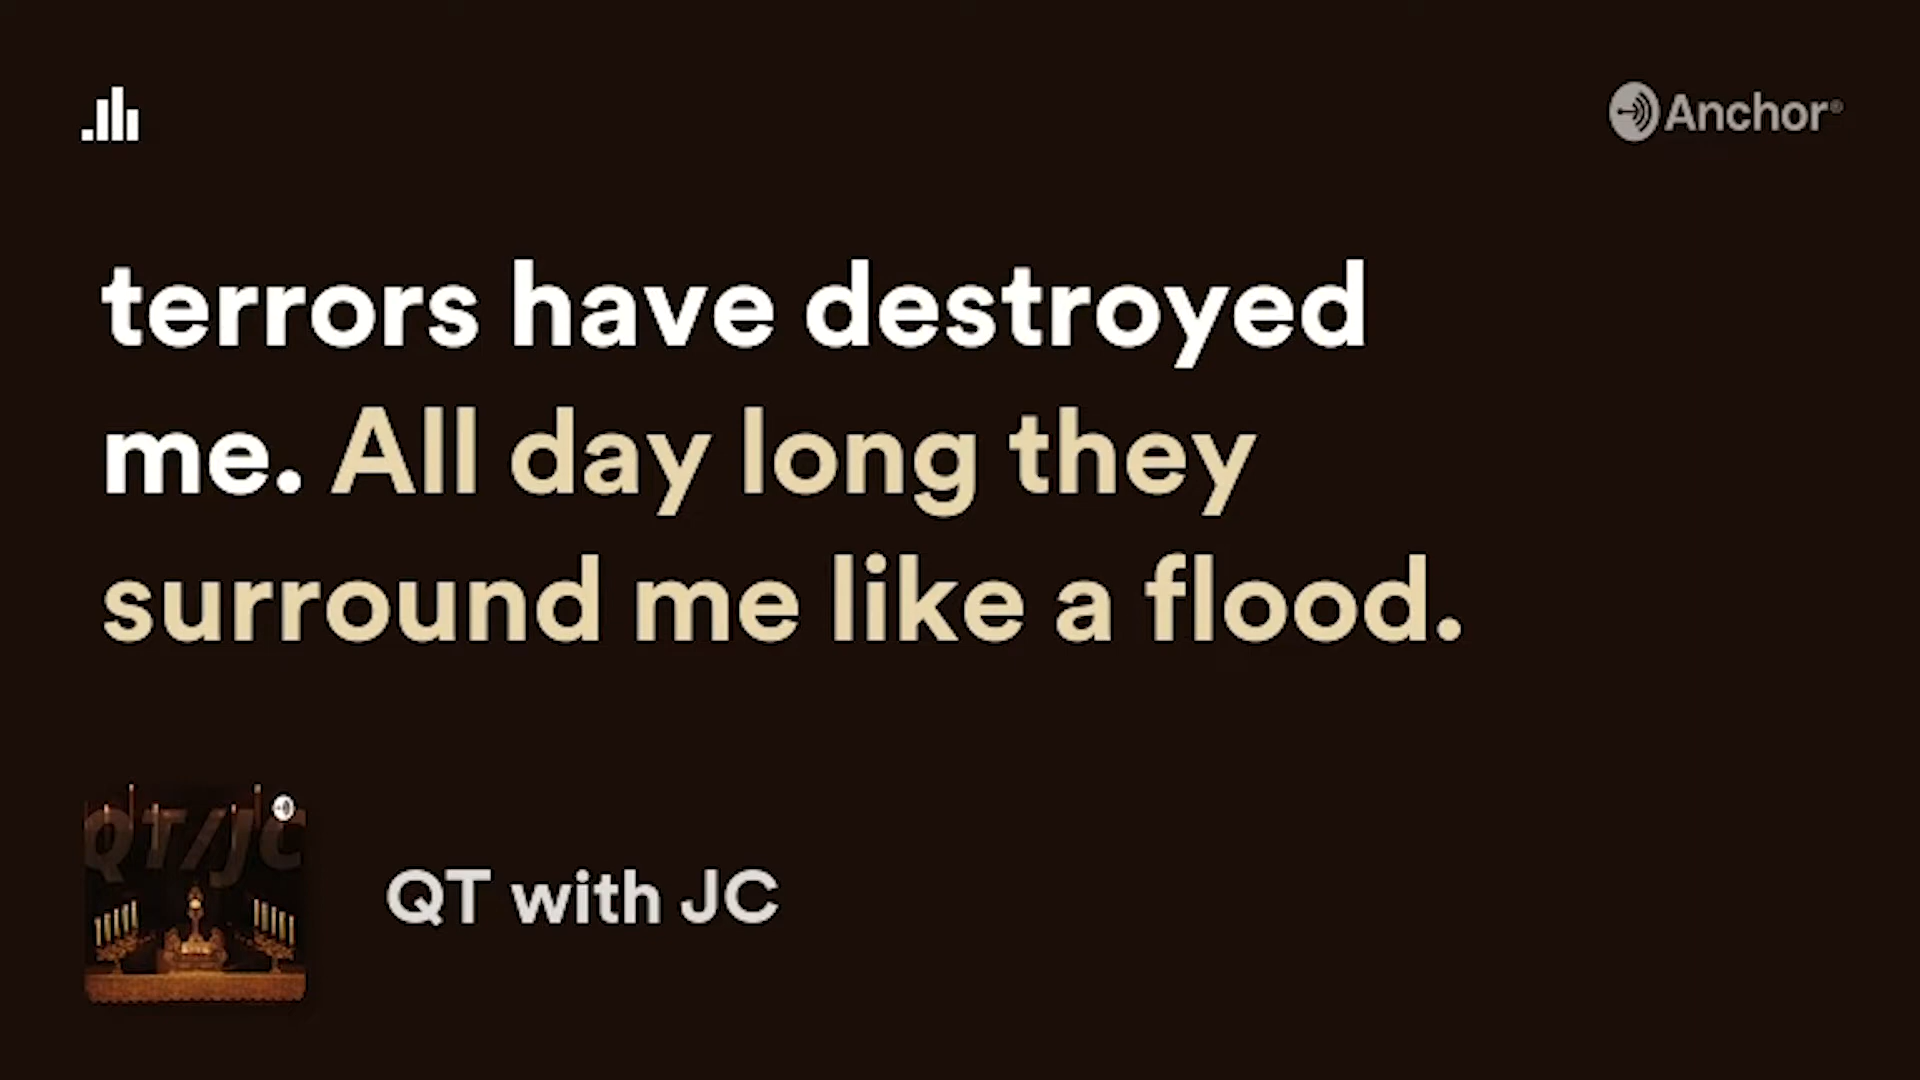 Anchor®
terrors have destroyed
me. All day long they
surround me like a flood.
QT/JC
QT with JC